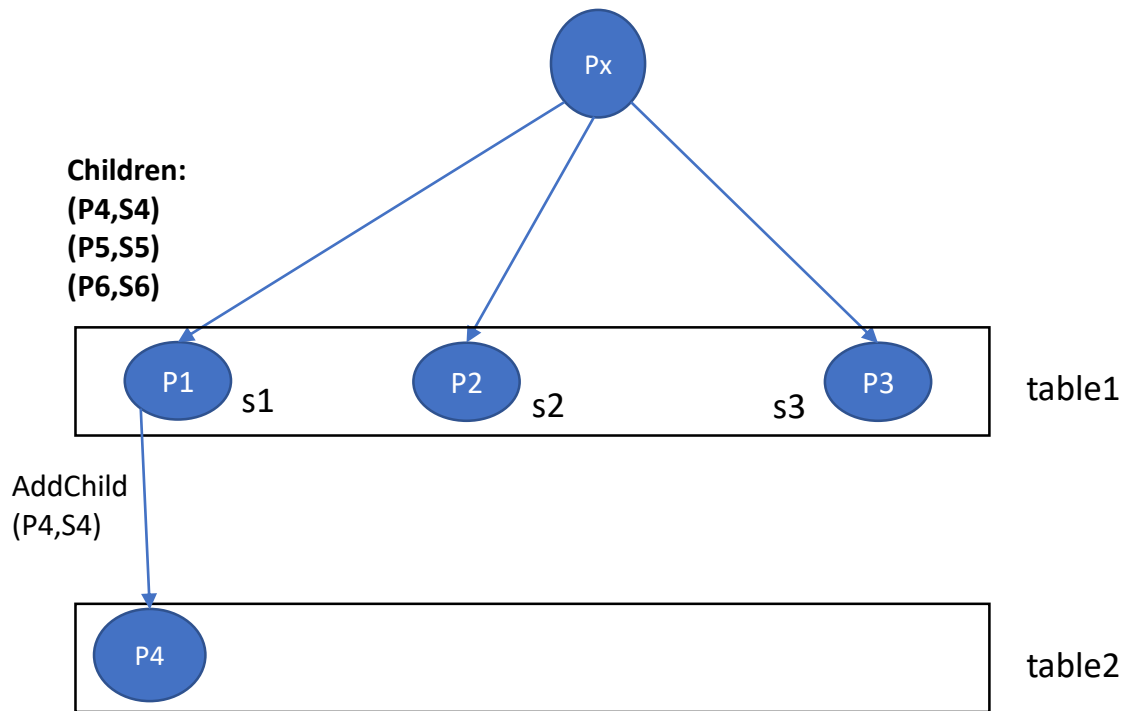 Px
Children:
(P4,S4)
(P5,S5)
(P6,S6)
P1
s1
P2
s2
s3
P3
table1
AddChild
(P4,S4)
P4
table2